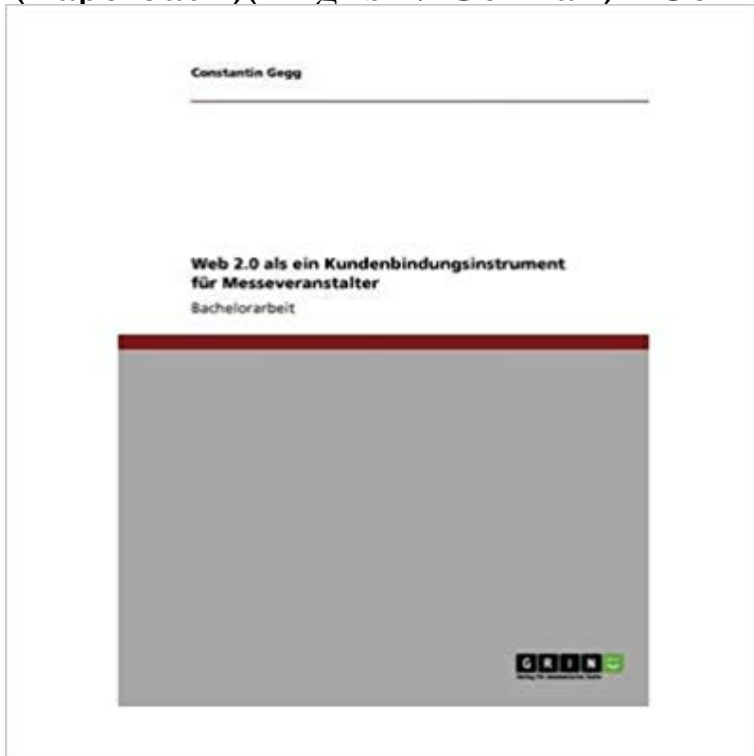 Constantin Gegg
Web 2.0 als ein Kundenbindungsinstrument
für Messeveranstalter
Bachelorarbeit
GRIN